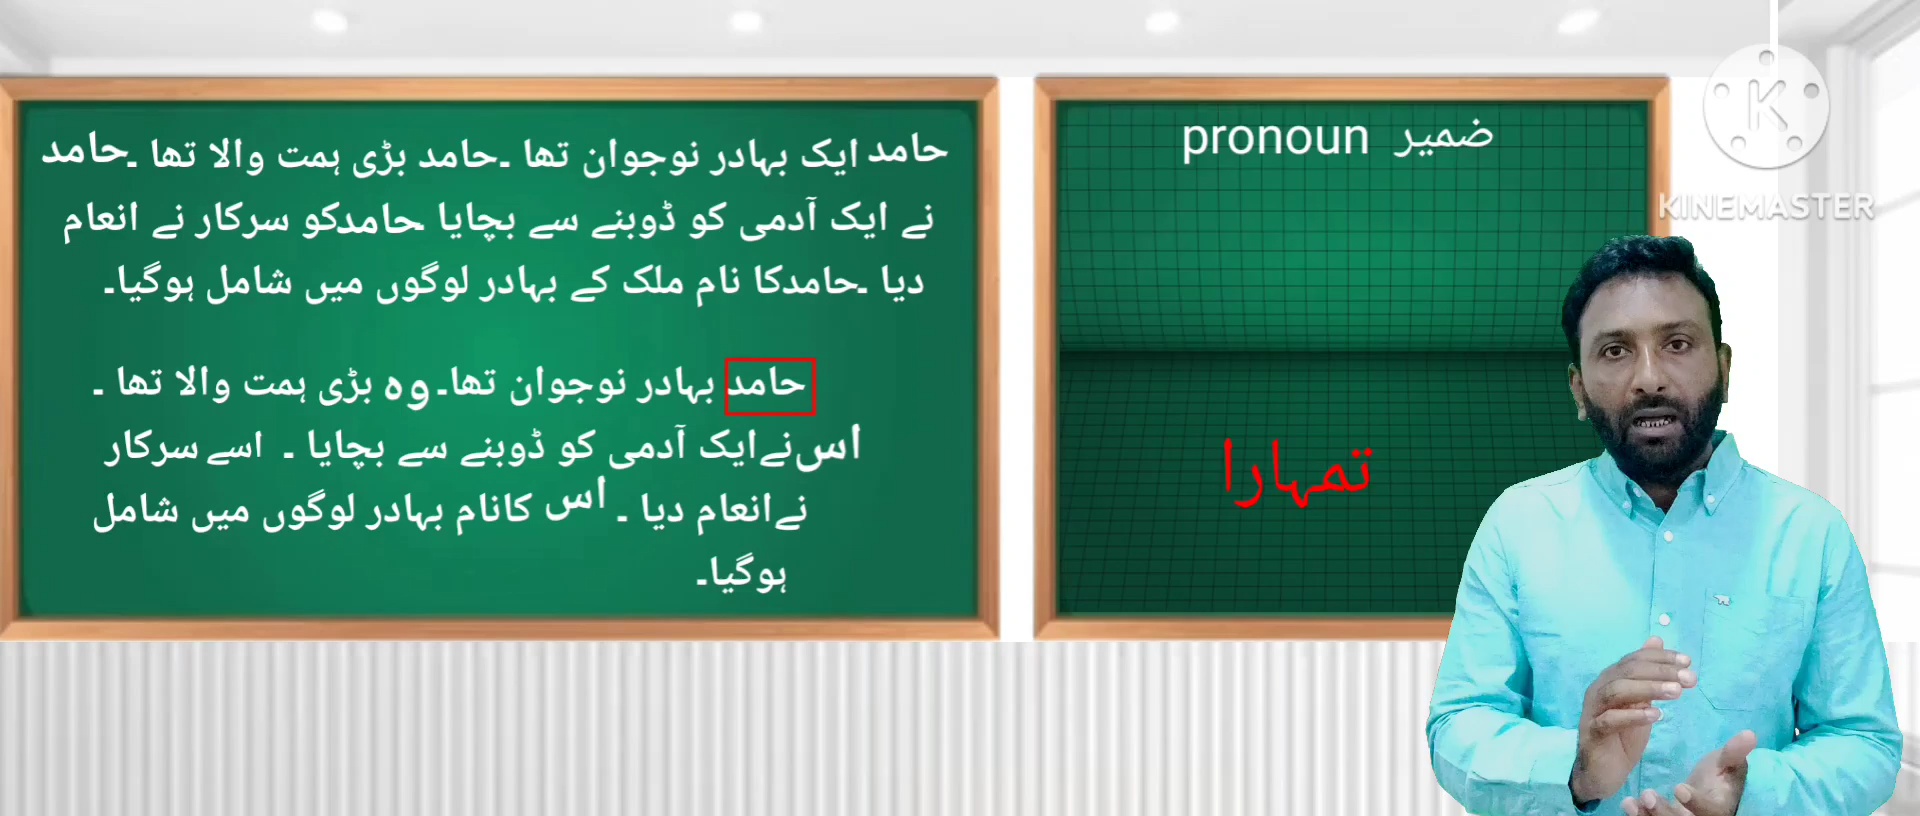 حامد ایک بہادر نوجوان تھا ۔حامد بڑی ہمت والا تھا ۔حامد
نے ایک آدمی کو ڈوبنے سے بچایا ۔حامدکو سرکار نے انعام
دیا ۔حامدکا نام ملک کے بہادر لوگوں میں شامل ہوگیا۔
حامد بہادر نوجوان تھا۔وہ بڑی ہمت والا تھا ۔
اس نےایک آدمی کو ڈوبنے سے بچایا ۔ اسے سرکار
نےانعام دیا ۔ اس کانام بہادر لوگوں میں شامل
ہوگیا۔
ضمیر pronoun
تمہارا
K
KINEMASTER